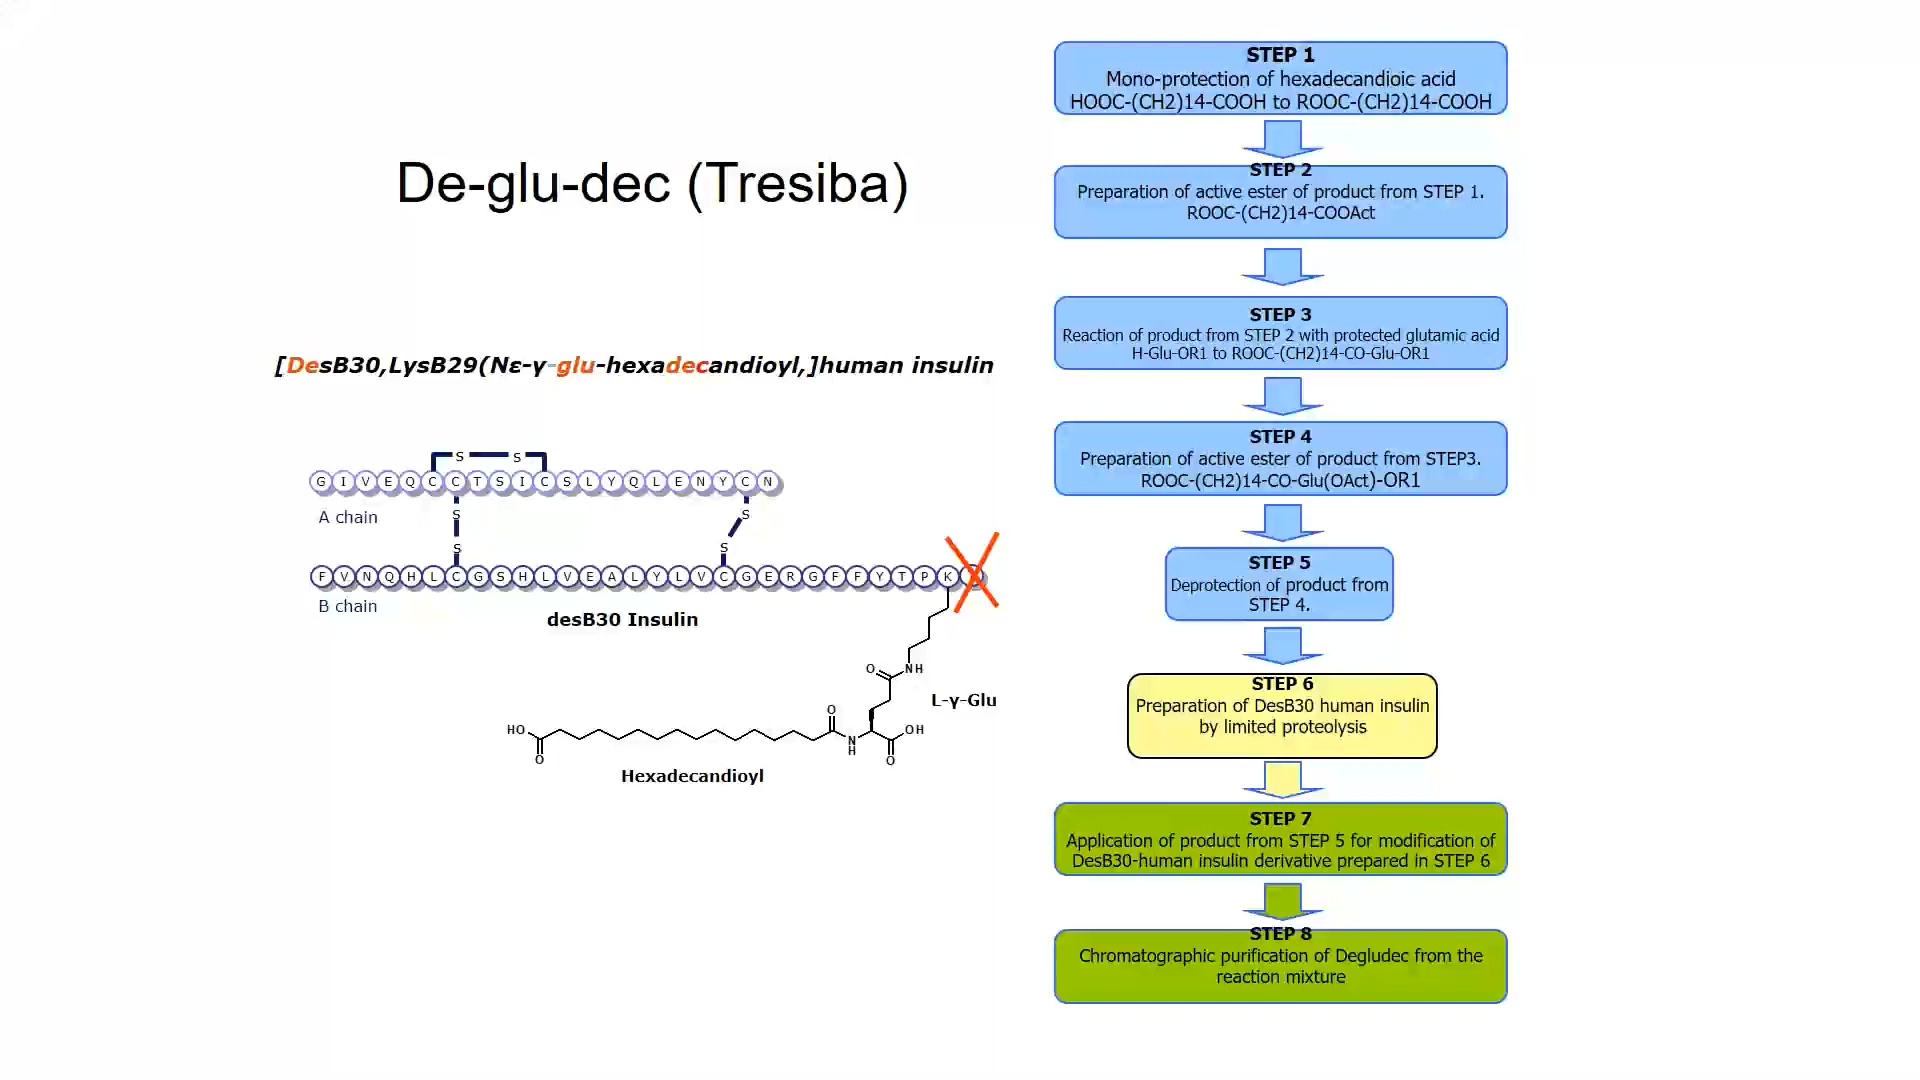 De-glu-dec (Tresiba)
[DesB30,LysB29(Nε-γ-glu-hexadecandioyl,]human insulin
S S
G I V E Q C C T S I C S L Y Q L E N Y C N
A chain
S S
S S
F V N Q H L C G S H L V E A L Y L V C G E R G F F Y T P K
B chain
desB30 Insulin
O NH
L-γ-Glu
HO O O N H OH O
Hexadecandioyl
STEP 1
Mono-protection of hexadecandioic acid
HOOC-(CH2)14-COOH to ROOC-(CH2)14-COOH
STEP 2
Preparation of active ester of product from STEP 1.
ROOC-(CH2)14-COOAct
STEP 3
Reaction of product from STEP 2 with protected glutamic acid
H-Glu-OR1 to ROOC-(CH2)14-CO-Glu-OR1
STEP 4
Preparation of active ester of product from STEP3.
ROOC-(CH2)14-CO-Glu(OAct)-OR1
STEP 5
Deprotection of product from
STEP 4.
STEP 6
Preparation of DesB30 human insulin
by limited proteolysis
STEP 7
Application of product from STEP 5 for modification of
DesB30-human insulin derivative prepared in STEP 6
STEP 8
Chromatographic purification of Degludec from the
reaction mixture